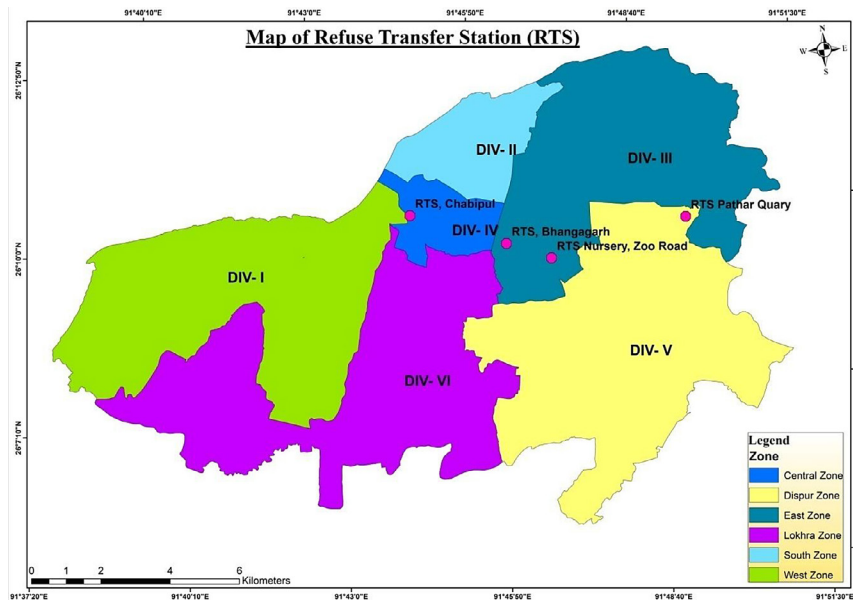 91°40'10"E 91°43'0"E 91°45'50"E 91°48'40"E 91°51'30"E
Map of Refuse Transfer Station (RTS)
N
W E
S
26°12'50"N
DIV- II
DIV- III
RTS, Chabipul
RTS Pathar Quary
DIV- IV
RTS, Bhangagarh
RTS Nursery, Zoo Road
26°10'0"N
DIV- I
DIV- V
DIV- VI
26°7'10"N
Legend
Zone
Central Zone
Dispur Zone
East Zone
Lokhra Zone
South Zone
West Zone
0 1 2 4 6
Kilometers
91°37'20"E 91°40'10"E 91°43'0"E 91°45'50"E 91°48'40"E 91°51'30"E